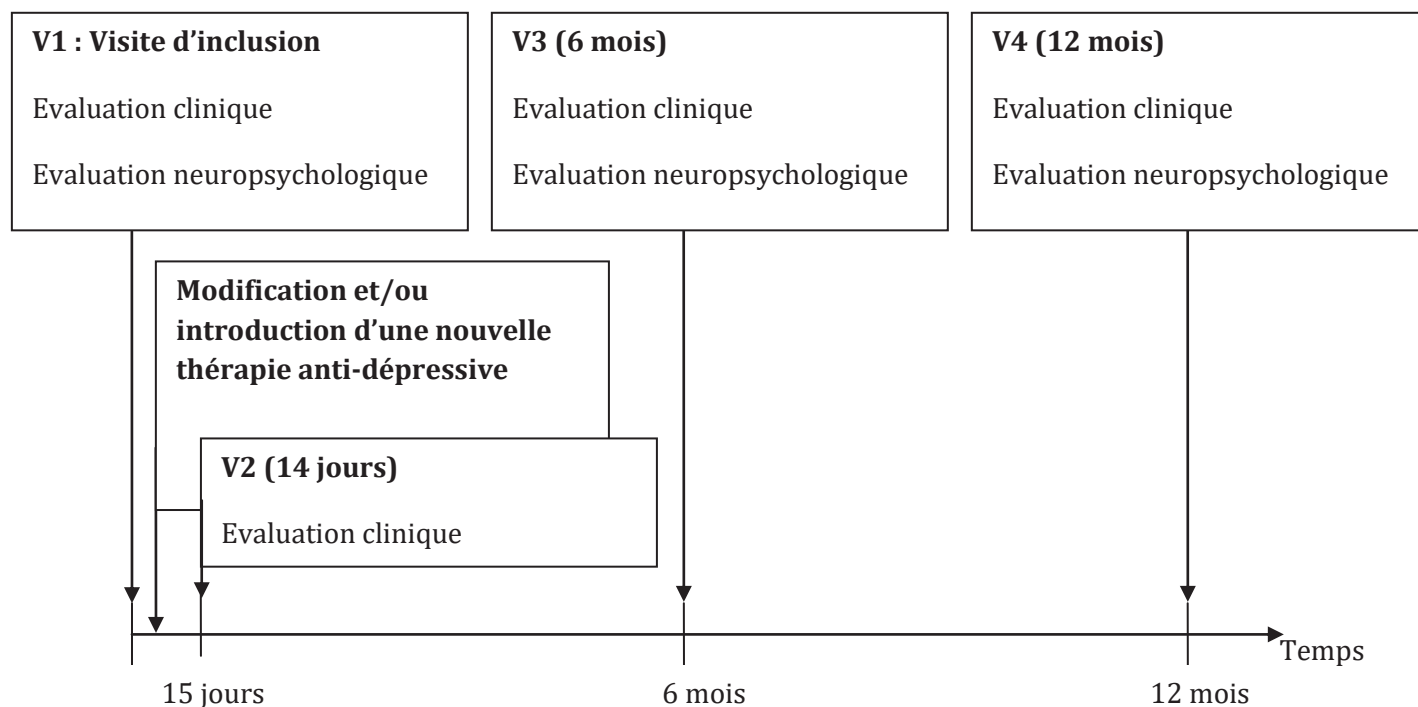 V1 : Visite d’inclusion
Evaluation clinique
Evaluation neuropsychologique
V3 (6 mois)
Evaluation clinique
Evaluation neuropsychologique
V4 (12 mois)
Evaluation clinique
Evaluation neuropsychologique
Modification et/ou
introduction d’une nouvelle
thérapie anti-dépressive
V2 (14 jours)
Evaluation clinique
Temps
15 jours
6 mois
12 mois